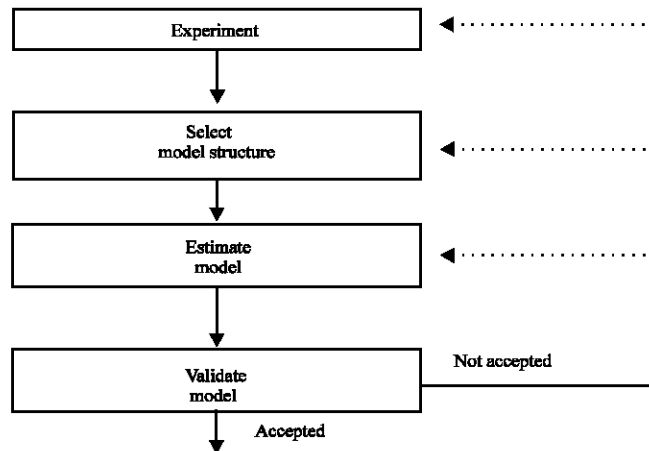 Experiment
Select
model structure
Estimate
model
Not accepted
Validate
model
Accepted